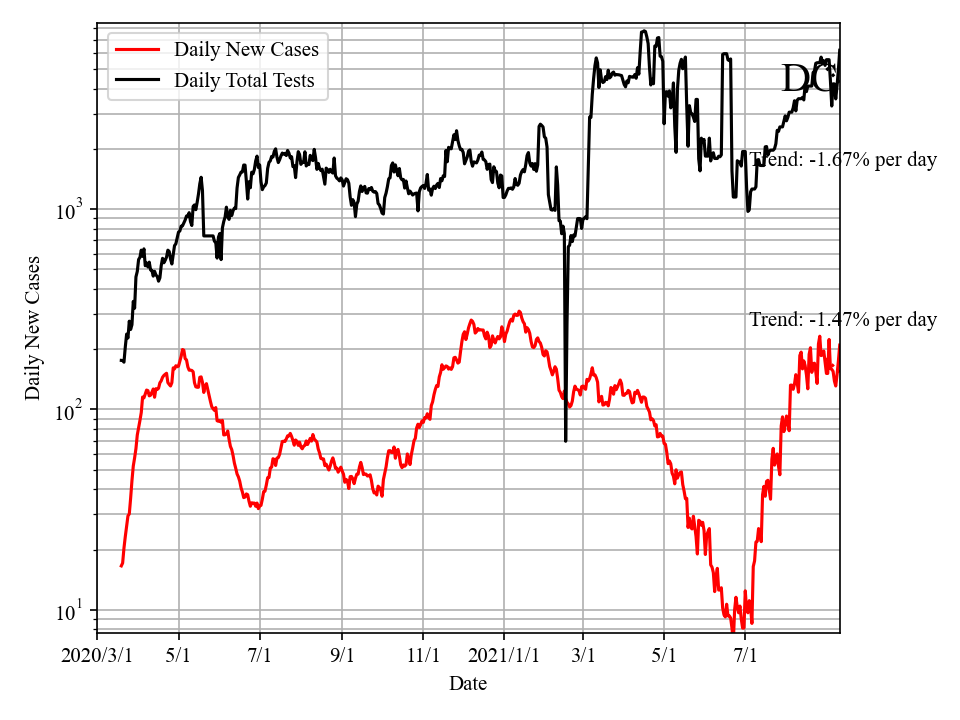 Daily New Cases
Daily Total Tests
DC
Trend: -1.67% per day
Trend: -1.47% per day
Daily New Cases
10³
10²
10¹
2020/3/1 5/1 7/1 9/1 11/1 2021/1/1 3/1 5/1 7/1
Date